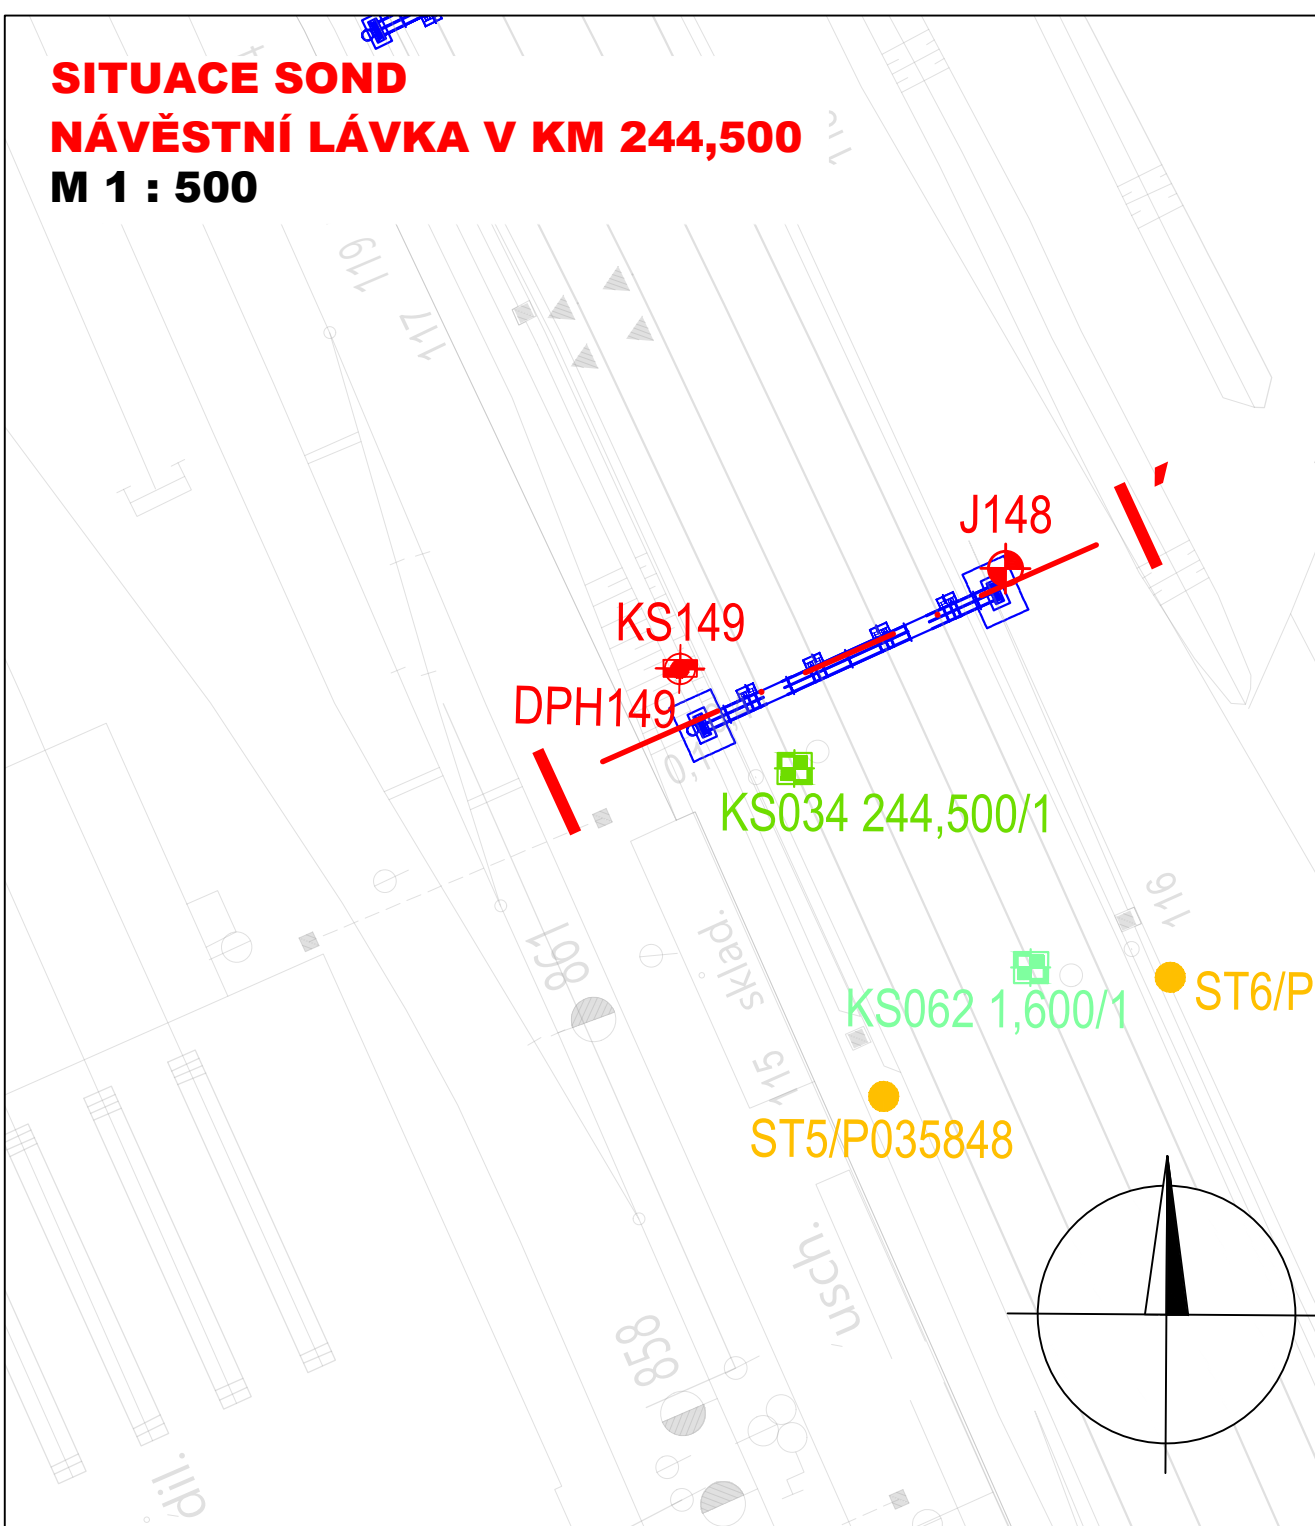 SITUACE SOND
NÁVĚSTNÍ LÁVKA V KM 244,500
M 1 : 500
119
117
J148
KS149
DPH149
KS034 244,500/1
116
861
sklad.
KS062 1,600/1
ST6/P
115
ST5/P035848
usch.
858
díl.